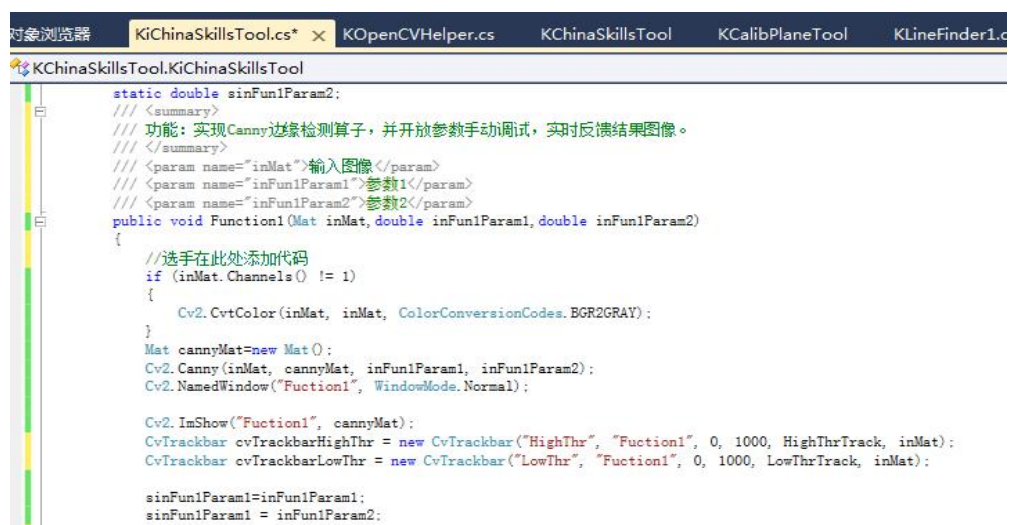 对象浏览器 KiChinaSkillsTool.cs* × KOpenCVHelper.cs KChinaSkillsTool KCalibPlaneTool KLineFinder1.c
KChinaSkillsTool.KiChinaSkillsTool
static double sinFun1Param2;
/// <summary>
/// 功能：实现Canny边缘检测算子，并开放参数手动调试，实时反馈结果图像。
/// </summary>
/// <param name="inMat">输入图像</param>
/// <param name="inFun1Param1">参数1</param>
/// <param name="inFun1Param2">参数2</param>
public void Function1(Mat inMat,double inFun1Param1,double inFun1Param2)
{
//选手在此处添加代码
if (inMat.Channels() != 1)
{
Cv2.CvtColor(inMat, inMat, ColorConversionCodes.BGR2GRAY);
}
Mat cannyMat=new Mat();
Cv2.Canny(inMat, cannyMat, inFun1Param1, inFun1Param2);
Cv2.NamedWindow("Fuction1", WindowMode.Normal);
Cv2.ImShow("Fuction1", cannyMat);
CvTrackbar cvTrackbarHighThr = new CvTrackbar("HighThr", "Fuction1", 0, 1000, HighThrTrack, inMat);
CvTrackbar cvTrackbarLowThr = new CvTrackbar("LowThr", "Fuction1", 0, 1000, LowThrTrack, inMat);
sinFun1Param1=inFun1Param1;
sinFun1Param1 = inFun1Param2;